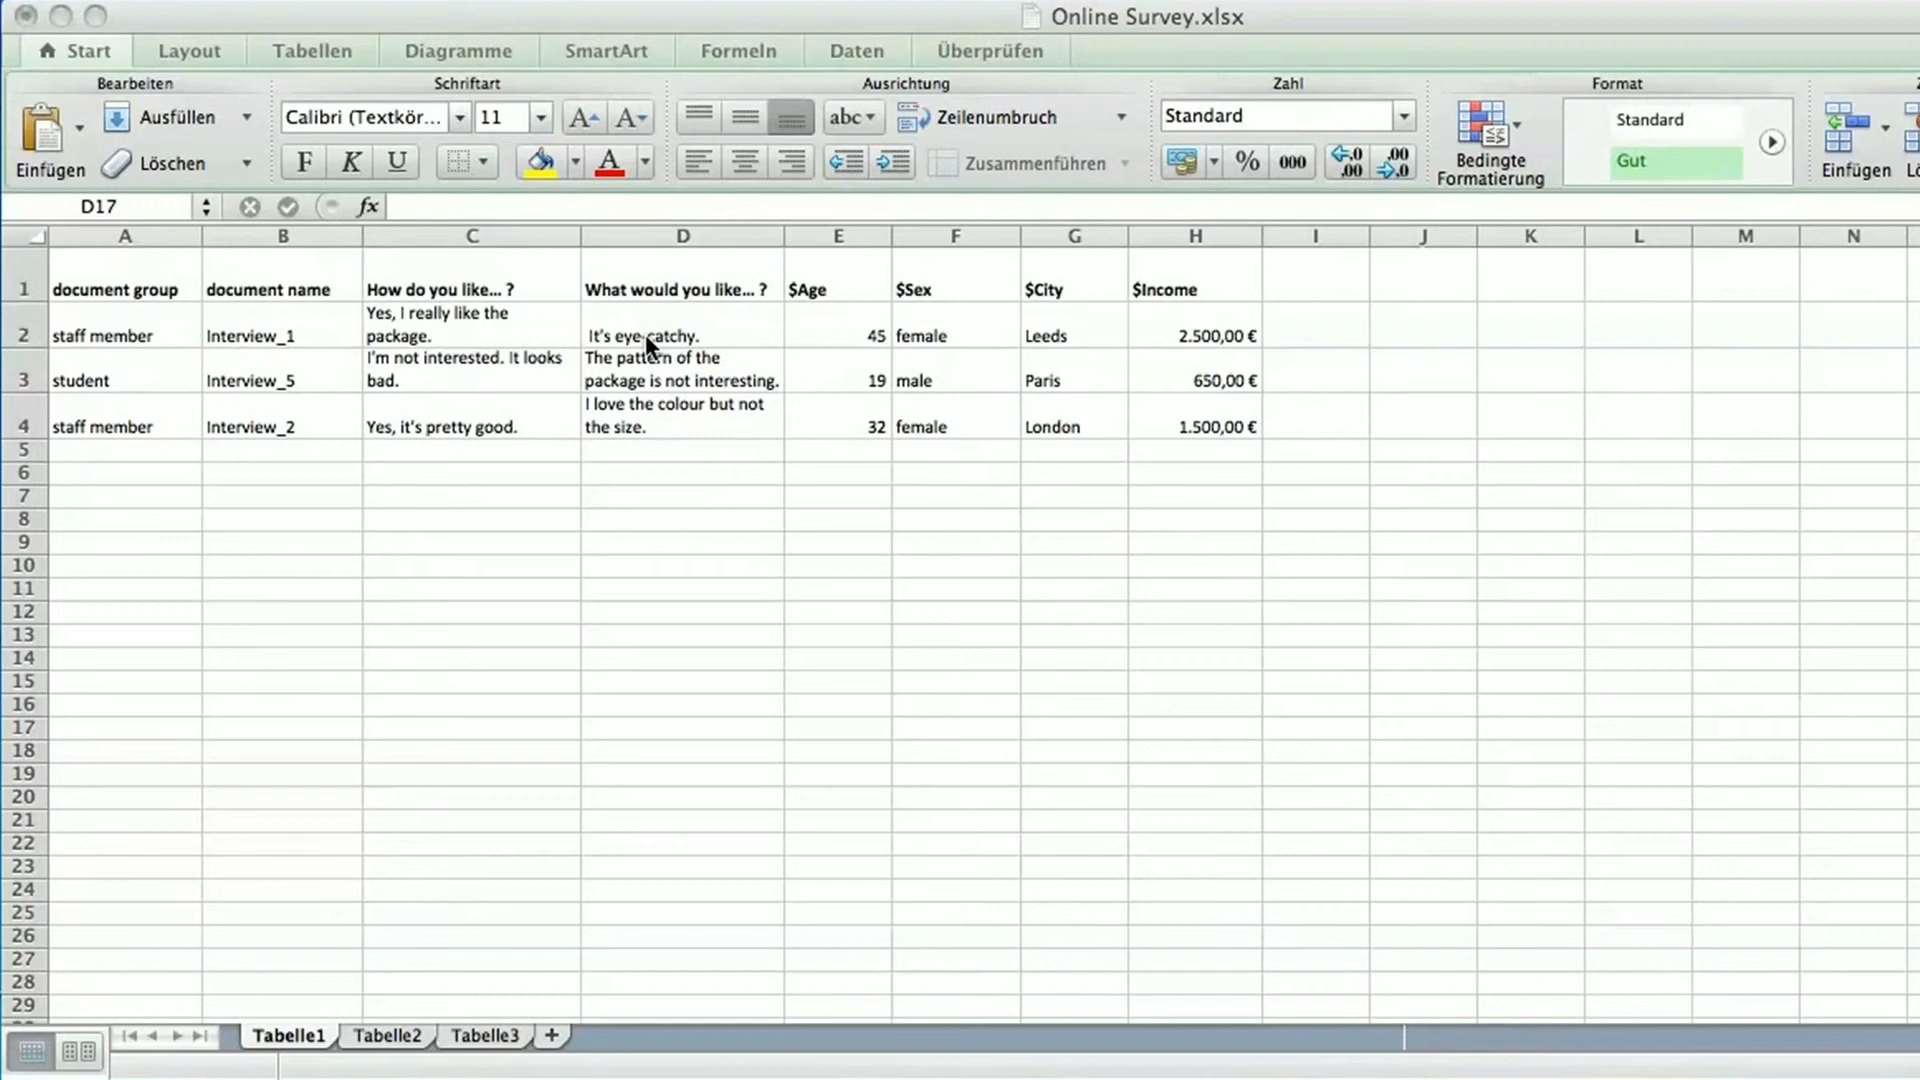 Online Survey.xlsx
Start Layout Tabellen Diagramme SmartArt Formeln Daten Überprüfen
Bearbeiten Schriftart Ausrichtung Zahl Format
Ausfüllen Calibri (Textkör... 11 A A abc Zeilenumbruch Standard Standard
Einfügen Löschen F K U A Zusammenführen % 000 ,0 ,00 ,00 ,0 Bedingte Formatierung Gut Einfügen
D17 fx
A B C D E F G H I J K L M N
1 document group document name How do you like... ? What would you like... ? $Age $Sex $City $Income
2 staff member Interview_1 Yes, I really like the package. It's eye-catchy. 45 female Leeds 2.500,00 €
3 student Interview_5 I'm not interested. It looks bad. The pattern of the package is not interesting. 19 male Paris 650,00 €
4 staff member Interview_2 Yes, it's pretty good. I love the colour but not the size. 32 female London 1.500,00 €
5
6
7
8
9
10
11
12
13
14
15
16
17
18
19
20
21
22
23
24
25
26
27
28
29
Tabelle1 Tabelle2 Tabelle3 +